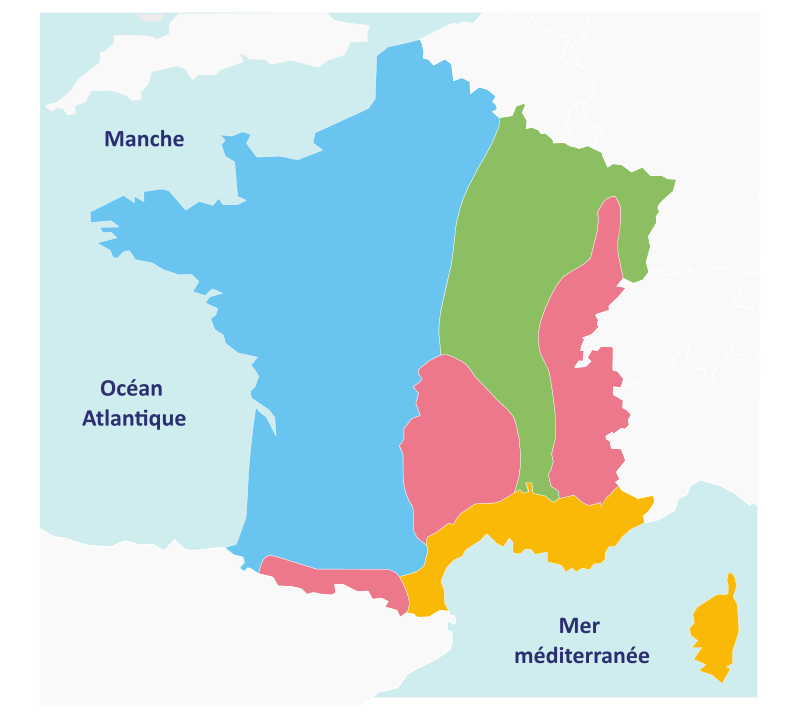 Manche
Océan
Atlantique
Mer
méditerranée